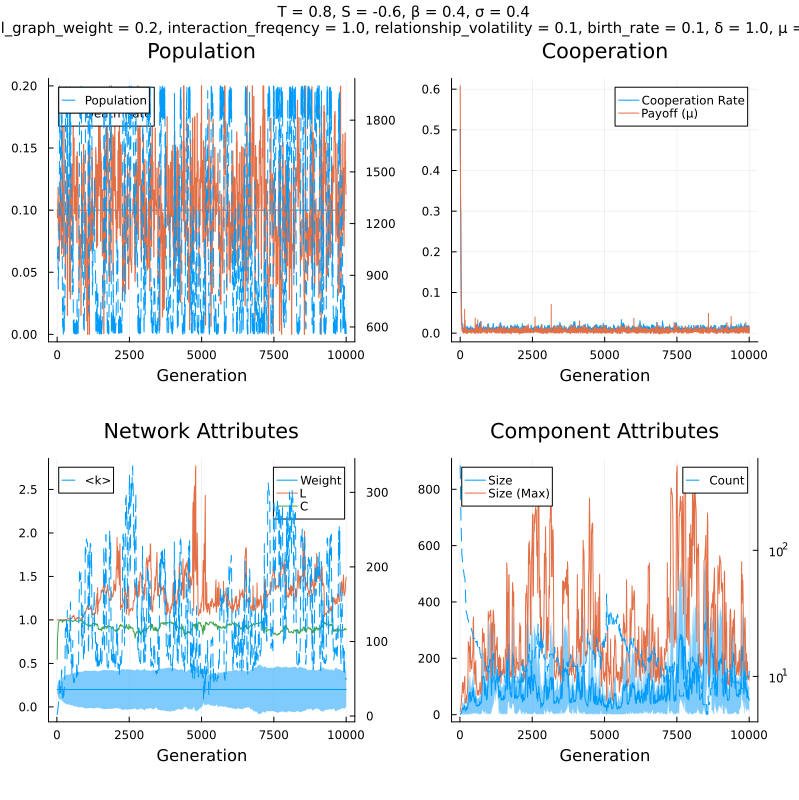 T = 0.8, S = -0.6, β = 0.4, σ = 0.4
l_graph_weight = 0.2, interaction_freqency = 1.0, relationship_volatility = 0.1, birth_rate = 0.1, δ = 1.0, μ =
Population Cooperation
0.20
0.15
0.10
0.05
0.00
Population
1800
1500
1200
900
600
0 2500 5000 7500 10000
Generation
0.6
0.5
0.4
0.3
0.2
0.1
0.0
Cooperation Rate
Payoff (μ)
0 2500 5000 7500 10000
Generation
Network Attributes Component Attributes
2.5
2.0
1.5
1.0
0.5
0.0
<k>
Weight
L
C
300
200
100
0
0 2500 5000 7500 10000
Generation
800
600
400
200
0
Size
Size (Max)
Count
10²
10¹
0 2500 5000 7500 10000
Generation